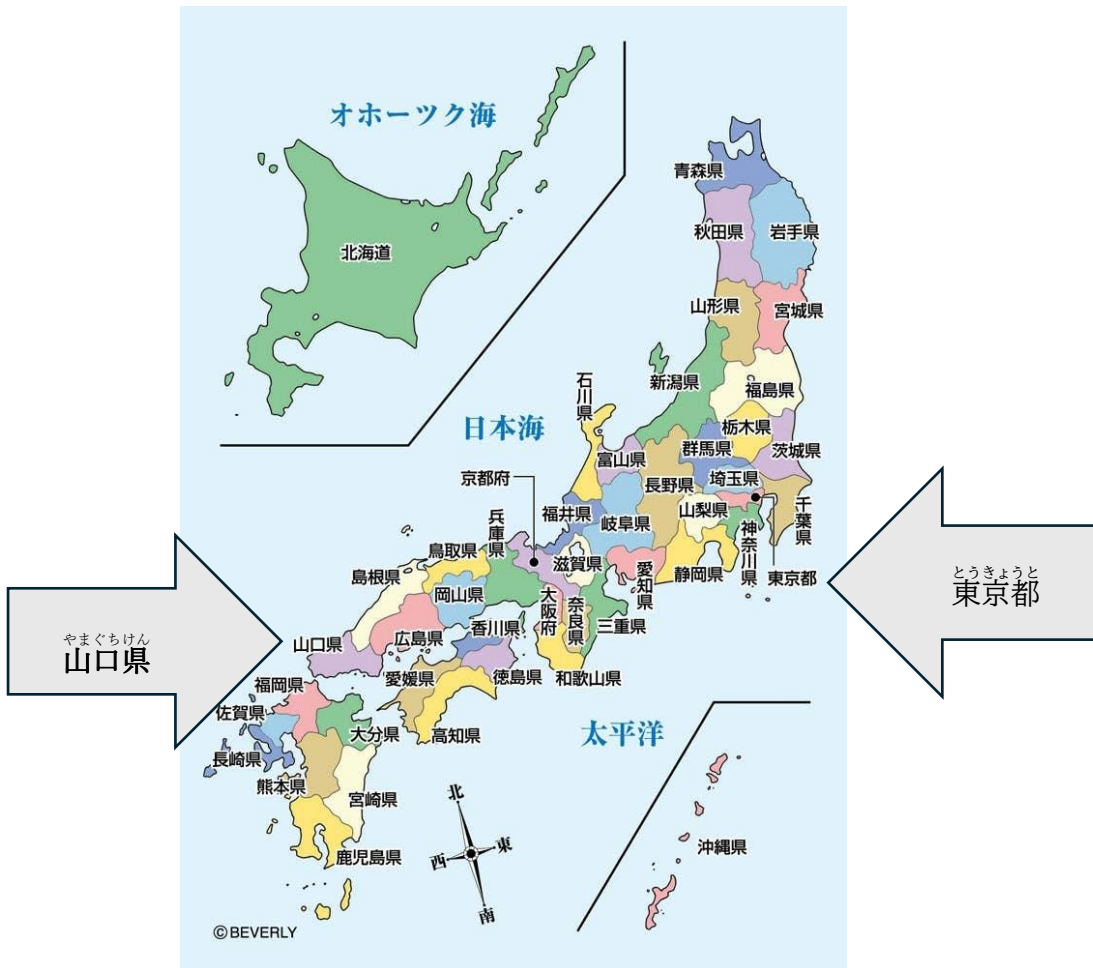 オホーツク海
北海道
青森県
秋田県
岩手県
山形県
宮城県
新潟県
福島県
石川県
日本海
栃木県
群馬県
茨城県
富山県
埼玉県
長野県
京都府
山梨県
千葉県
福井県
岐阜県
兵庫県
神奈川県
鳥取県
滋賀県
愛知県
静岡県
東京都
島根県
岡山県
大阪府
奈良県
三重県
香川県
広島県
山口県
愛媛県
徳島県
和歌山県
福岡県
佐賀県
大分県
高知県
太平洋
長崎県
熊本県
宮崎県
鹿児島県
沖縄県
北
西
東
南
©BEVERLY
やまぐちけん
山口県
とうきょうと
東京都